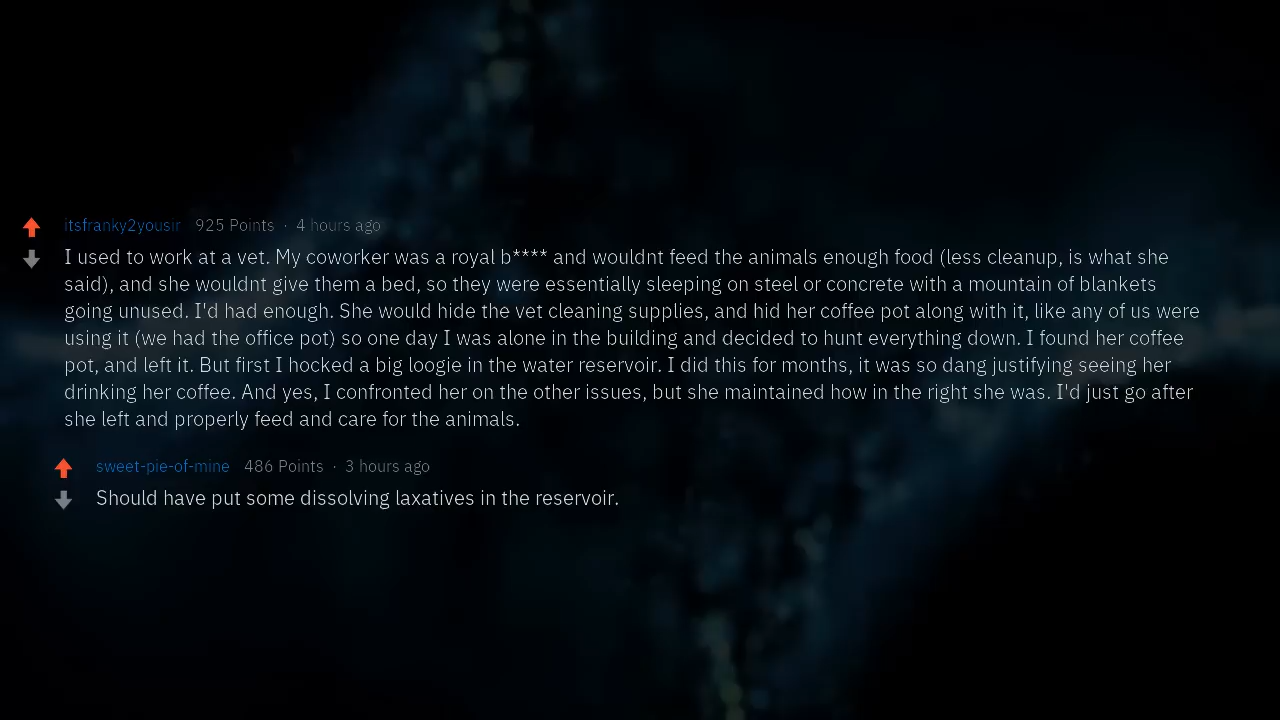 itsfranky2yousir 925 Points · 4 hours ago
I used to work at a vet. My coworker was a royal b**** and wouldnt feed the animals enough food (less cleanup, is what she
said), and she wouldnt give them a bed, so they were essentially sleeping on steel or concrete with a mountain of blankets
going unused. I'd had enough. She would hide the vet cleaning supplies, and hid her coffee pot along with it, like any of us were
using it (we had the office pot) so one day I was alone in the building and decided to hunt everything down. I found her coffee
pot, and left it. But first I hocked a big loogie in the water reservoir. I did this for months, it was so dang justifying seeing her
drinking her coffee. And yes, I confronted her on the other issues, but she maintained how in the right she was. I'd just go after
she left and properly feed and care for the animals.
sweet-pie-of-mine 486 Points · 3 hours ago
Should have put some dissolving laxatives in the reservoir.